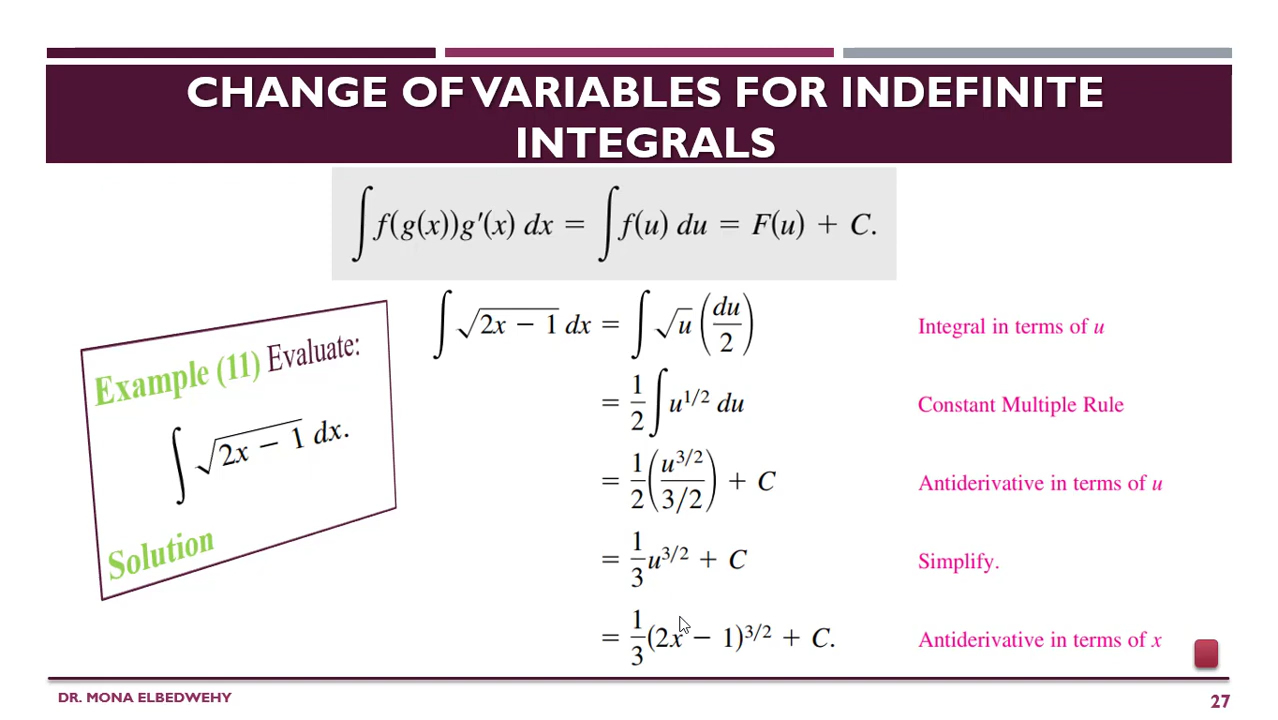 CHANGE OF VARIABLES FOR INDEFINITE
INTEGRALS
∫ f(g(x))g′(x) dx = ∫ f(u) du = F(u) + C.
Example (11) Evaluate:
∫ √(2x − 1) dx.
Solution
∫ √(2x − 1) dx = ∫ √u (du/2) Integral in terms of u
= 1/2 ∫ u^{1/2} du Constant Multiple Rule
= 1/2 (u^{3/2} / 3/2) + C Antiderivative in terms of u
= 1/3 u^{3/2} + C Simplify.
= 1/3 (2x − 1)^{3/2} + C. Antiderivative in terms of x
DR. MONA ELBEDWEHY
27